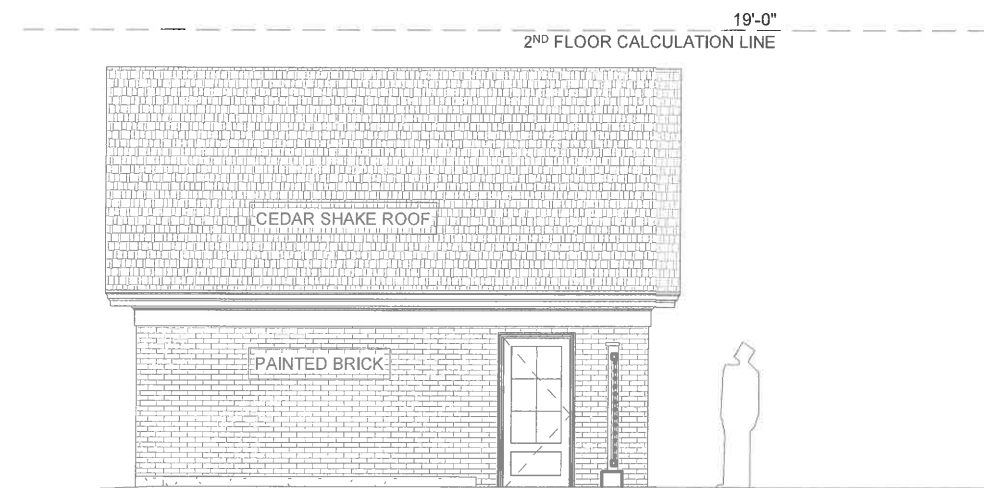 19'-0"
2ND FLOOR CALCULATION LINE
CEDAR SHAKE ROOF
PAINTED BRICK